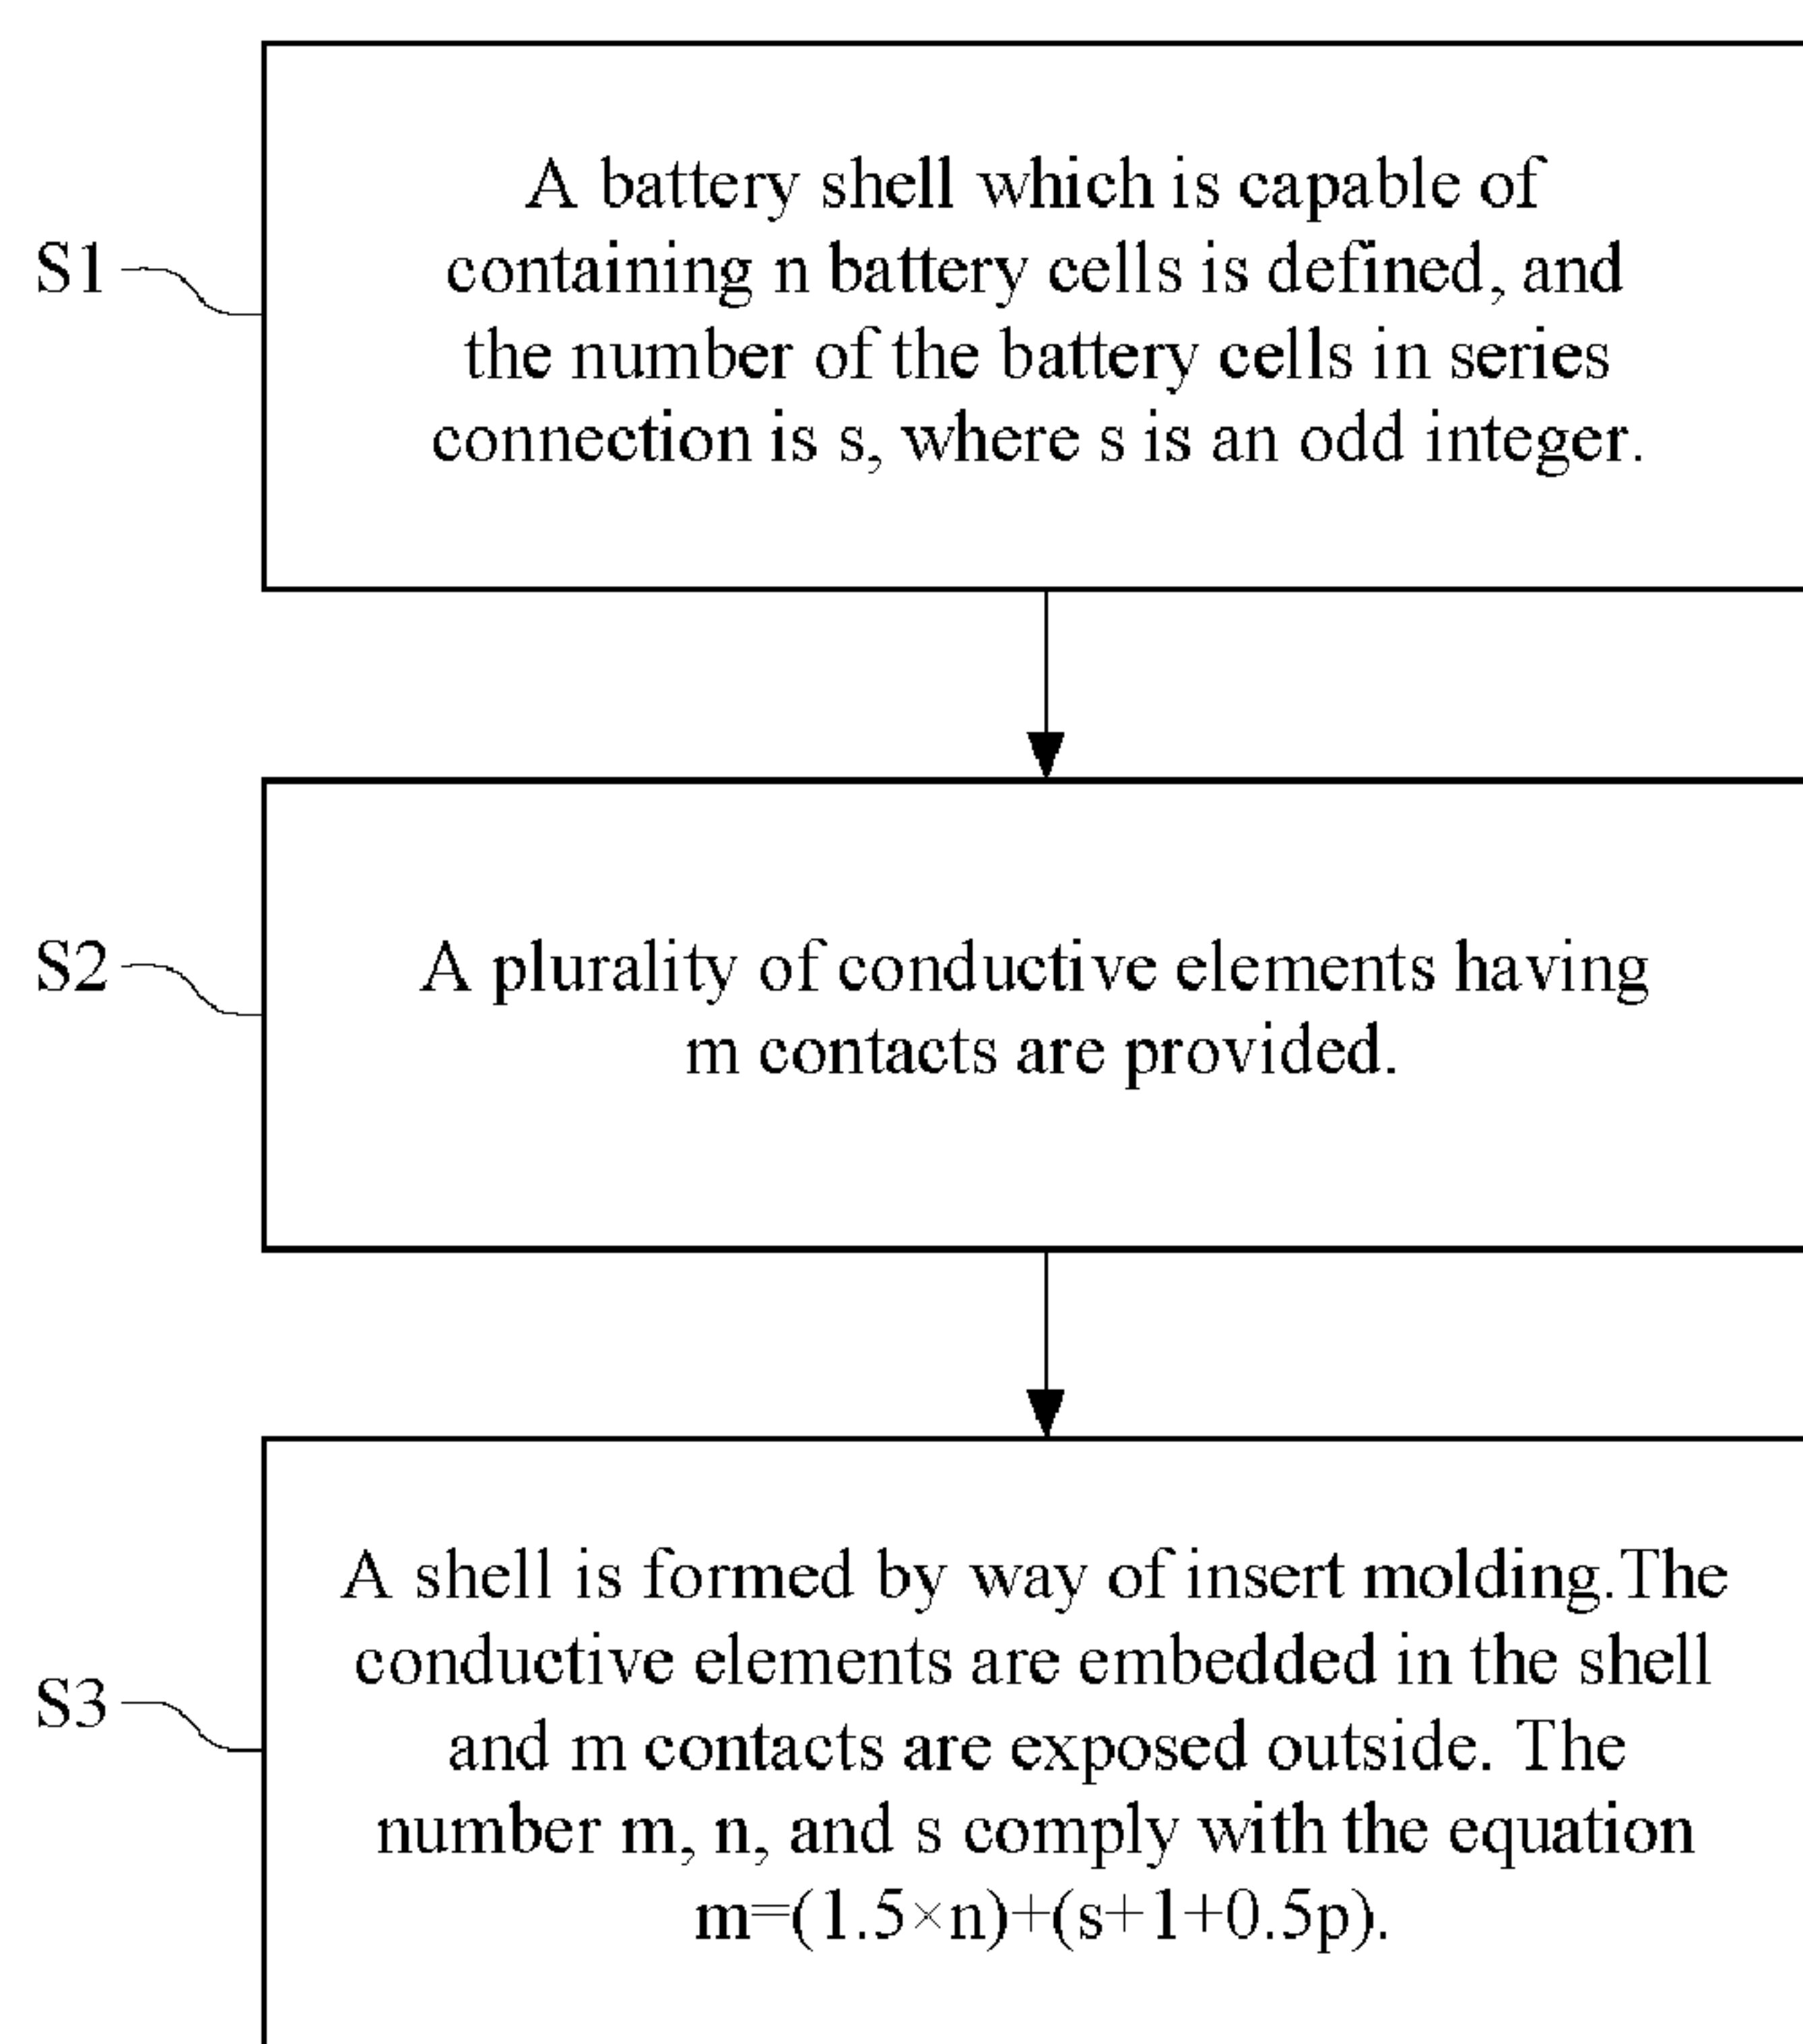 A battery shell which is capable of
containing n battery cells is defined, and
the number of the battery cells in series
connection is s, where s is an odd integer.
S1
A plurality of conductive elements having
m contacts are provided.
S2
A shell is formed by way of insert molding.The
conductive elements are embedded in the shell
and m contacts are exposed outside. The
number m, n, and s comply with the equation
m=(1.5×n)+(s+1+0.5p).
S3